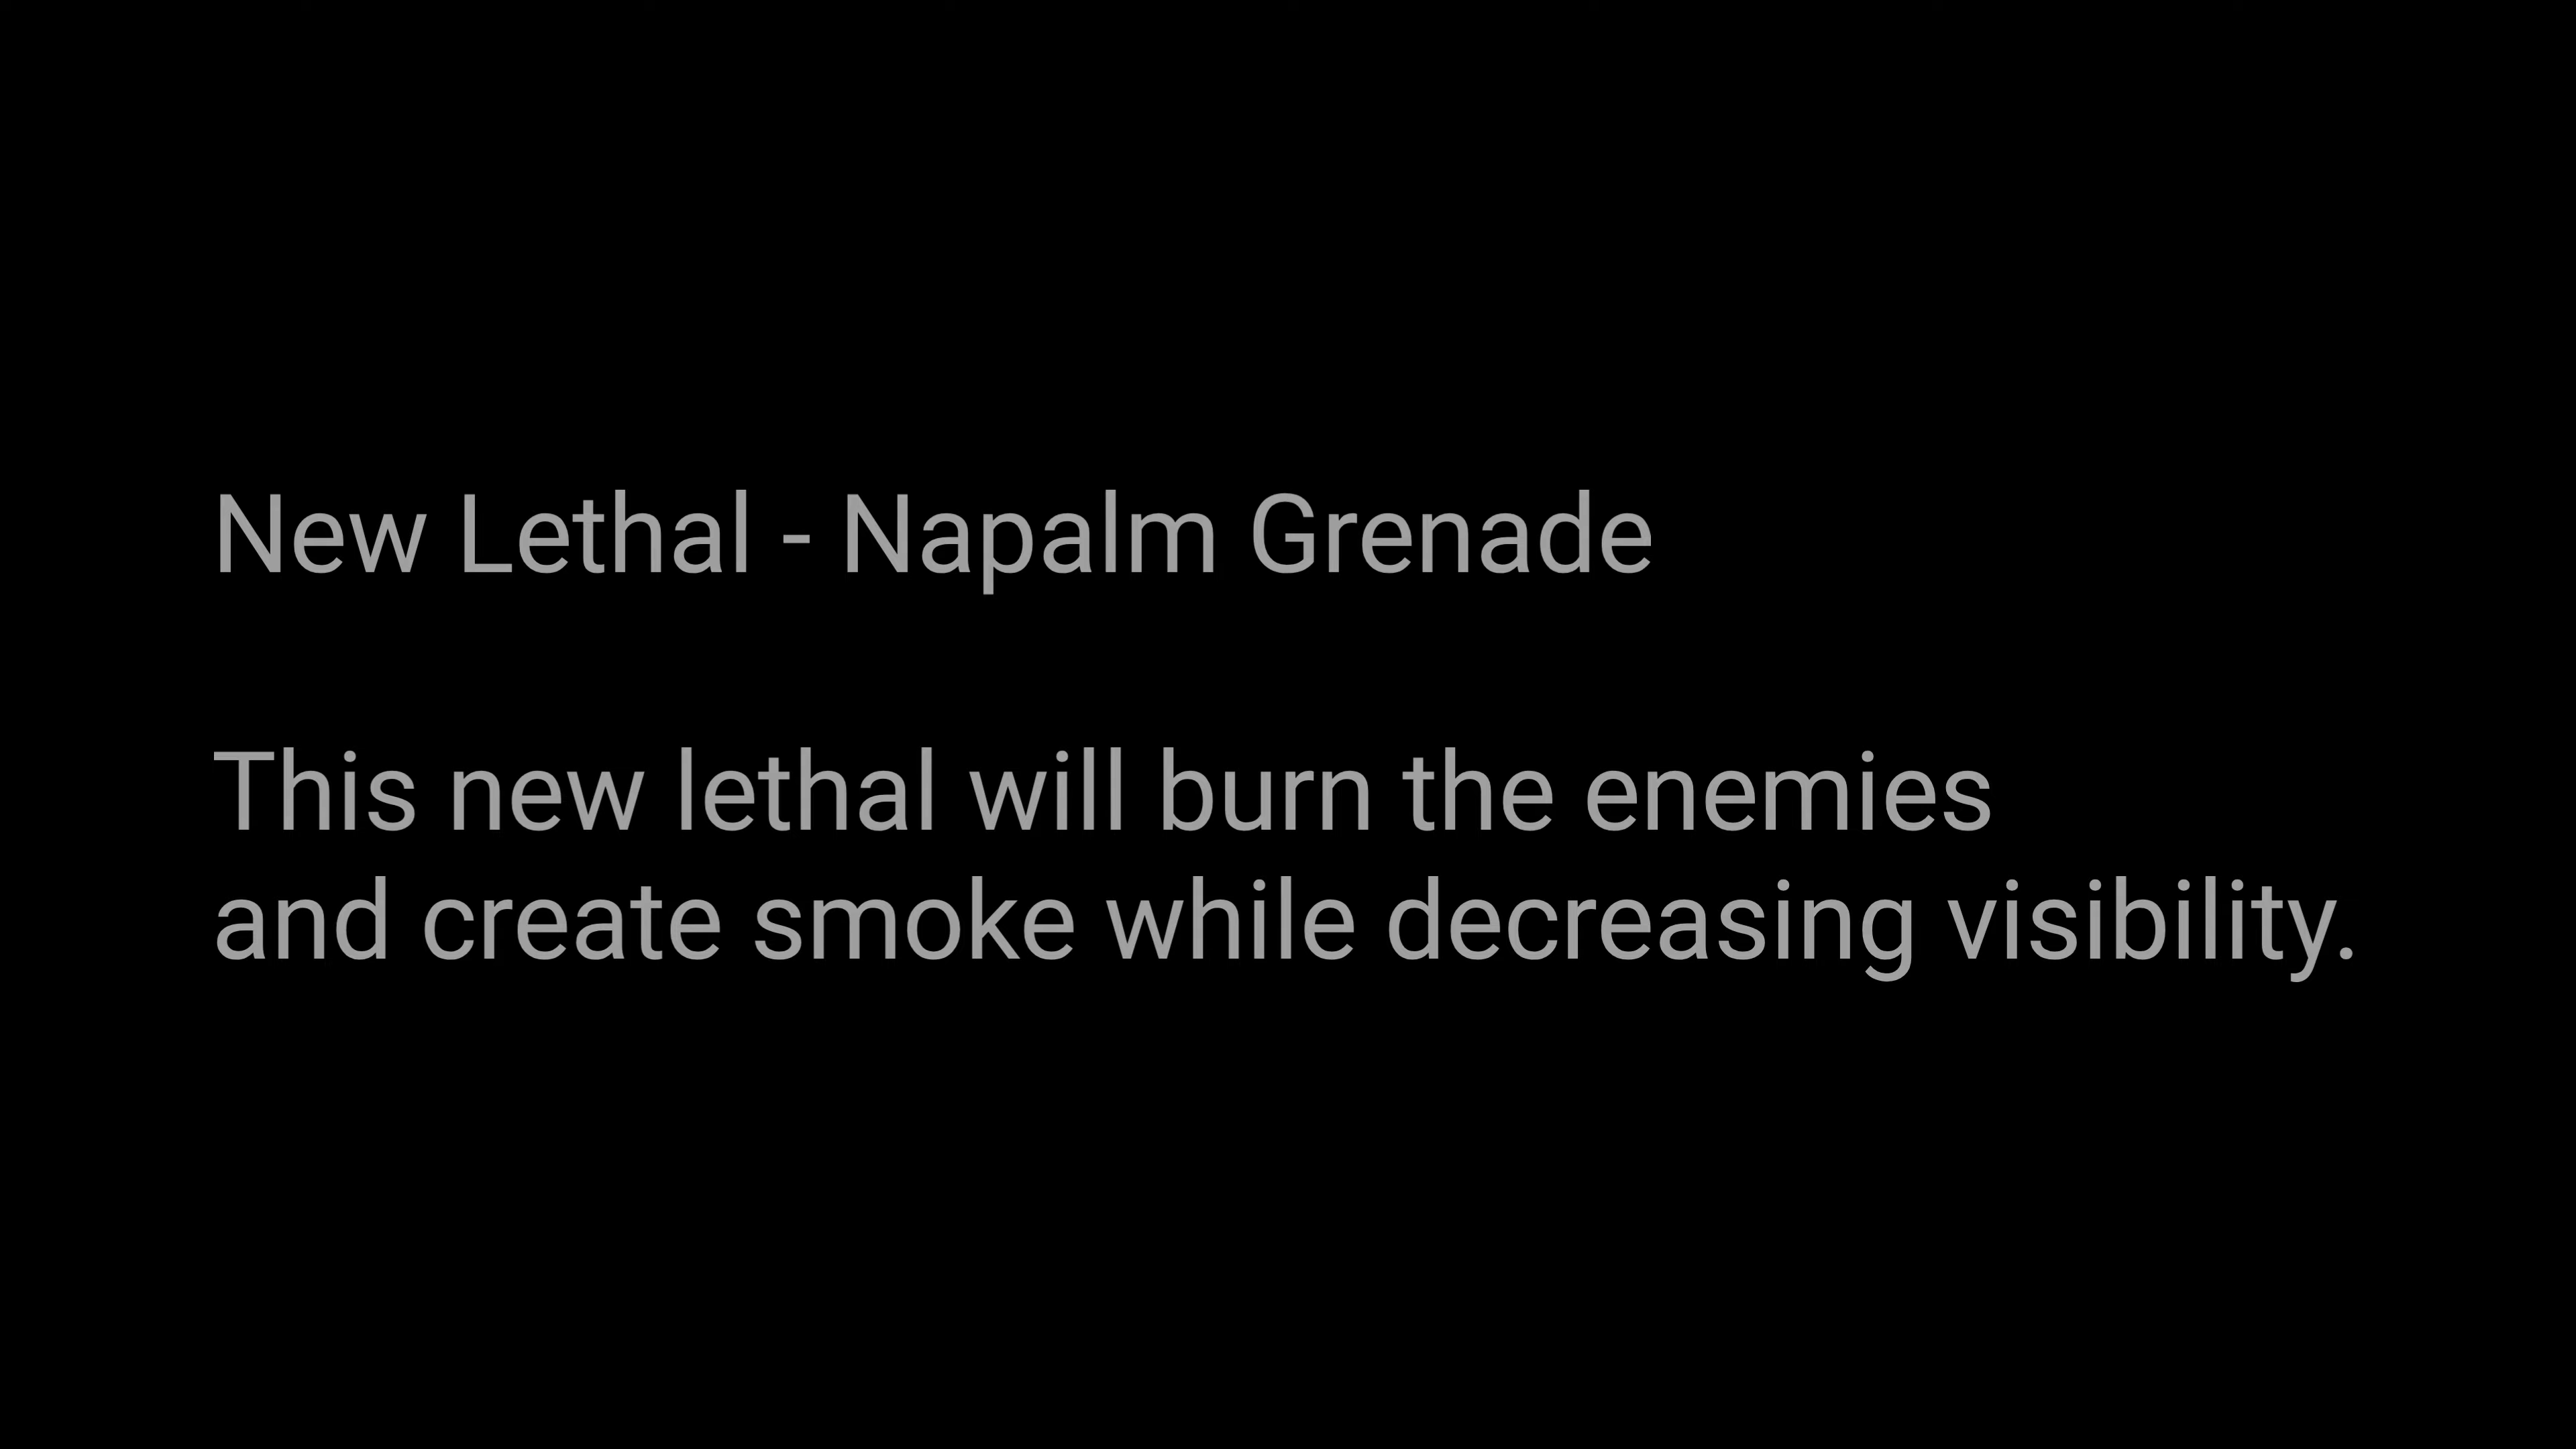 New Lethal - Napalm Grenade
This new lethal will burn the enemies
and create smoke while decreasing visibility.